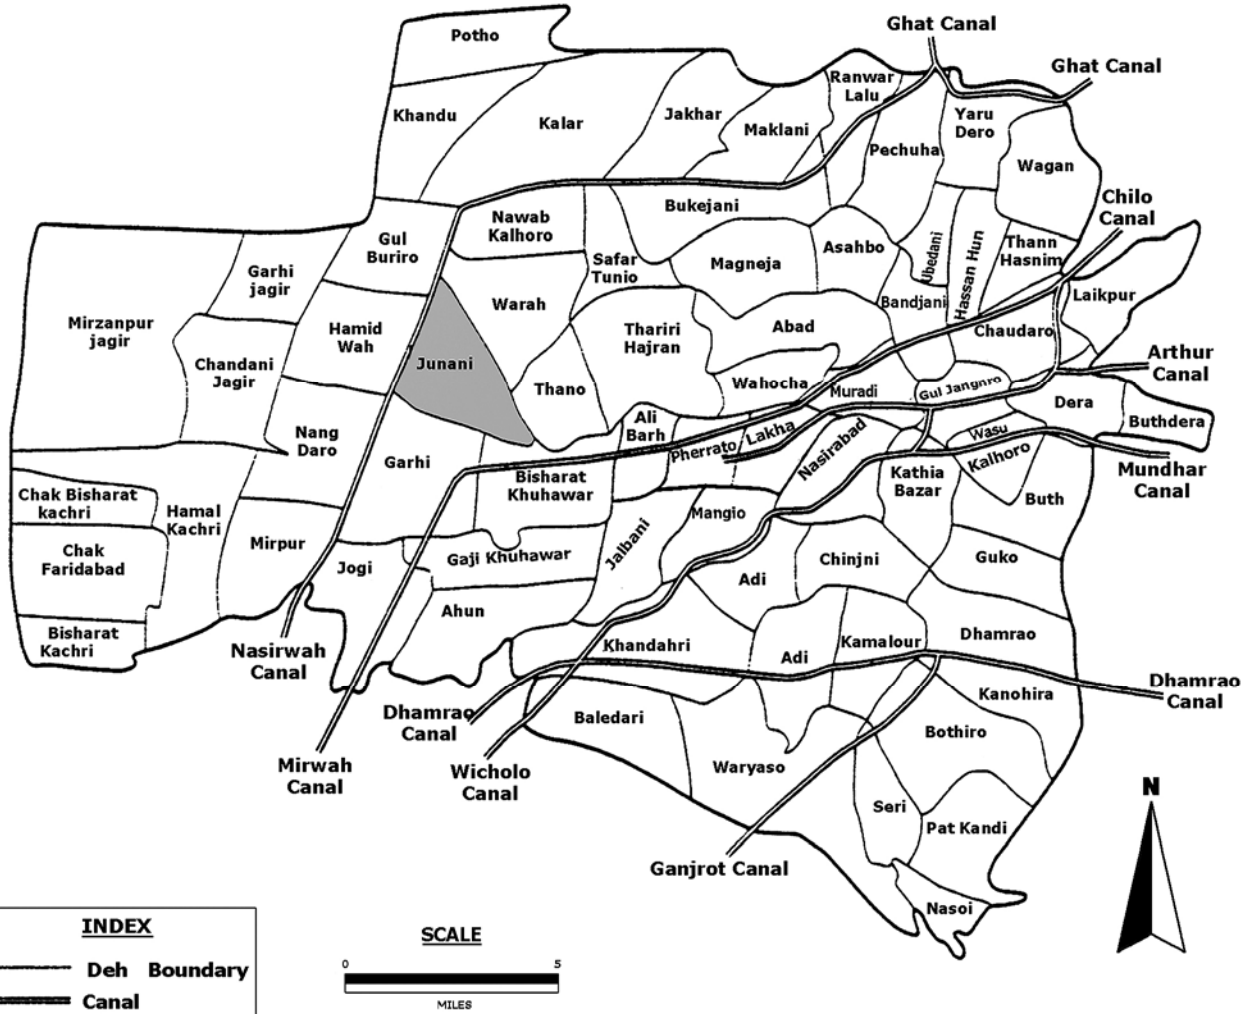 Ghat Canal
Potho
Ghat Canal
Ranwar
Lalu
Khandu
Kalar
Jakhar
Maklani
Yaru
Dero
Pechuha
Wagan
Chilo
Canal
Bukejani
Nawab
Kalhoro
Gul
Buriro
Asahbo
Ubedani
Hassan Hun
Thann
Hasnim
Safar
Tunio
Magneja
Garhi
jagir
Laikpur
Bandjani
Warah
Mirzanpur
jagir
Hamid
Wah
Thariri
Hajran
Abad
Chaudaro
Chandani
Jagir
Junani
Arthur
Canal
Thano
Wahocha
Muradi
Gul Jangnro
Dera
Buthdera
Ali
Barh
Lakha
Nasirabad
Wasu
Kalhoro
Nang
Daro
Garhi
Pherrato
Kathia
Bazar
Mundhar
Canal
Bisharat
Khuhawar
Chak Bisharat
kachri
Hamal
Kachri
Mangio
Buth
Mirpur
Jalbani
Chak
Faridabad
Jogi
Gaji Khuhawar
Adi
Chinjni
Guko
Ahun
Bisharat
Kachri
Nasirwah
Canal
Khandahri
Adi
Kamalour
Dhamrao
Dhamrao
Canal
Kanohira
Dhamrao
Canal
Baledari
Bothiro
Mirwah
Canal
Wicholo
Canal
Waryaso
Seri
Pat Kandi
N
Ganjrot Canal
Nasoi
INDEX
Deh Boundary
Canal
SCALE
0 5
MILES